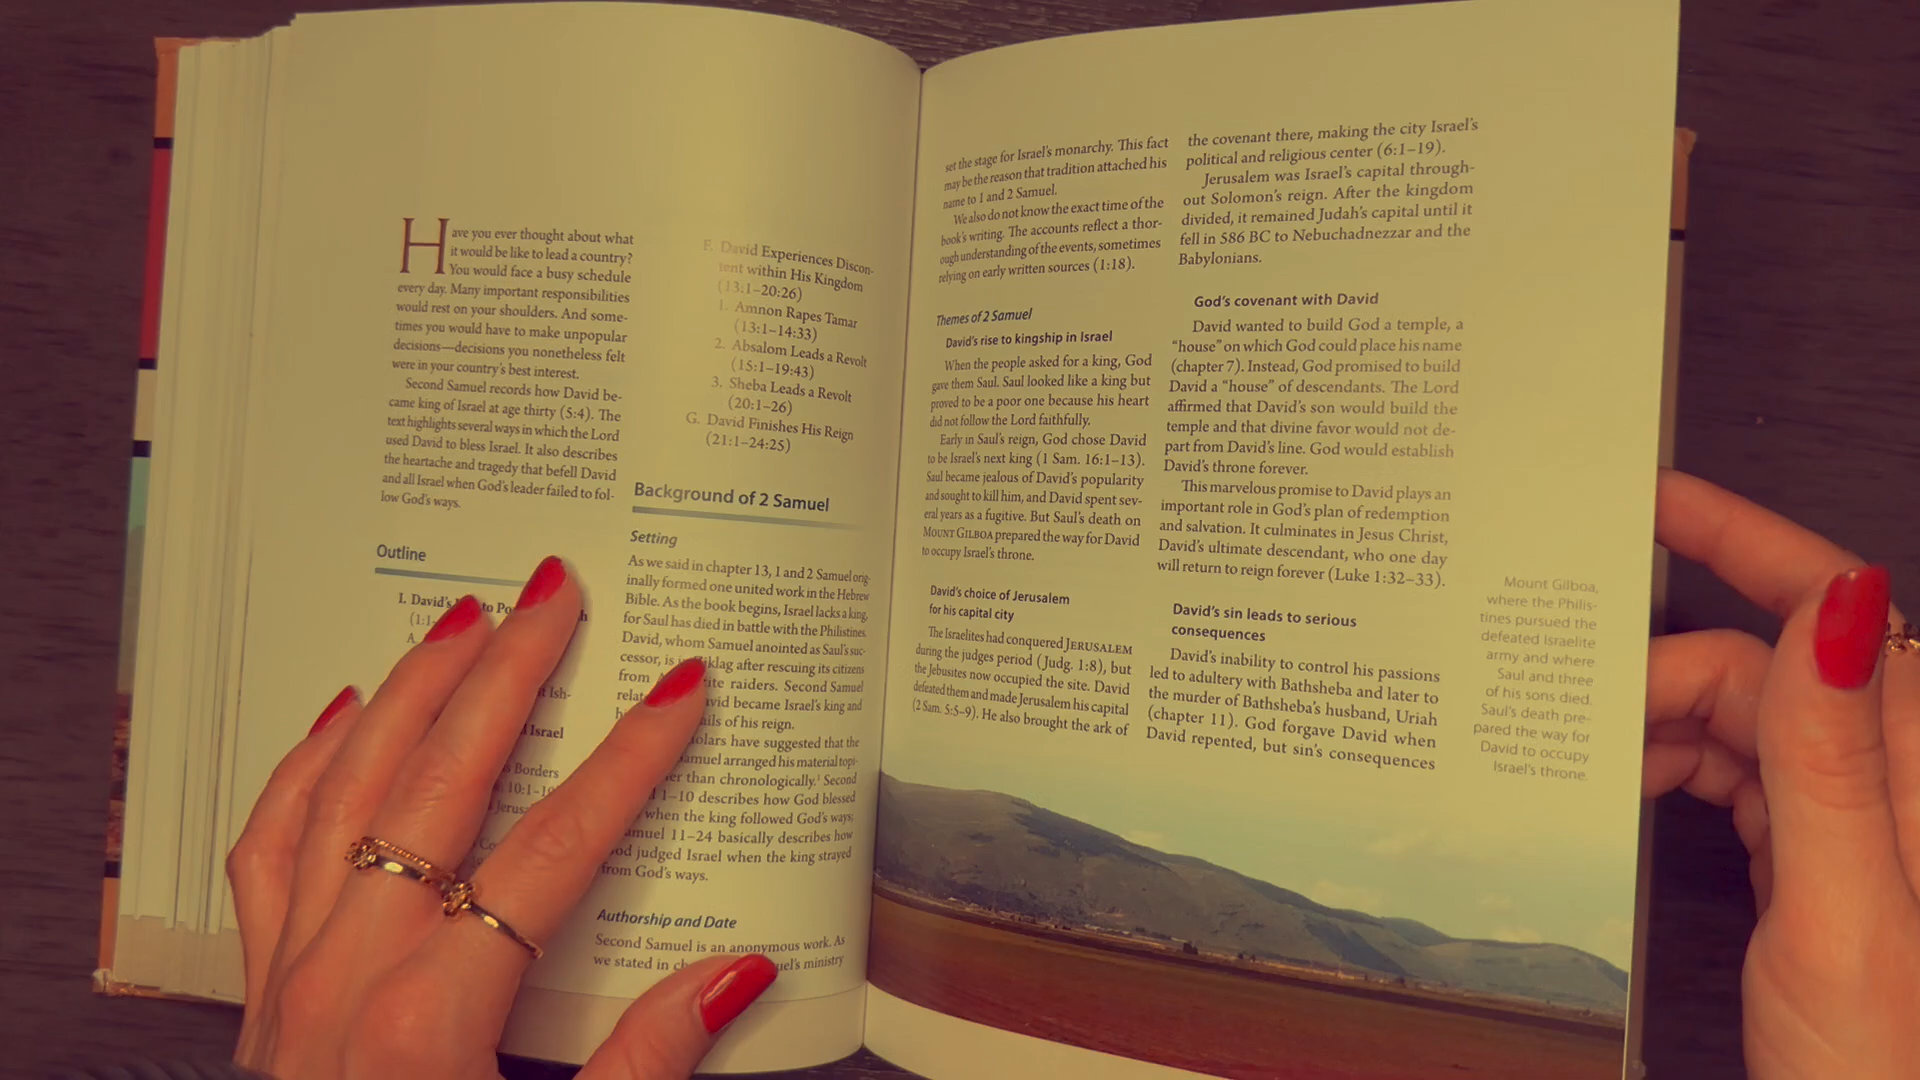 Have you ever thought about what
it would be like to lead a country?
You would face a busy schedule
every day. Many important responsibilities
would rest on your shoulders. And some-
times you would have to make unpopular
decisions—decisions you nonetheless felt
were in your country's best interest.
Second Samuel records how David be-
came king of Israel at age thirty (5:4). The
text highlights several ways in which the Lord
used David to bless Israel. It also describes
the heartache and tragedy that befell David
and all Israel when God's leader failed to fol-
low God's ways.
Outline
I. David's to
(1:1-
A.
Ish-
Israel
Borders
10:1-
F. David Experiences Discon-
tent within His Kingdom
(13:1–20:26)
1. Amnon Rapes Tamar
(13:1–14:33)
2. Absalom Leads a Revolt
(15:1–19:43)
3. Sheba Leads a Revolt
(20:1–26)
G. David Finishes His Reign
(21:1–24:25)
Background of 2 Samuel
Setting
As we said in chapter 13, 1 and 2 Samuel orig-
inally formed one united work in the Hebrew
Bible. As the book begins, Israel lacks a king,
for Saul has died in battle with the Philistines.
David, whom Samuel anointed as Saul's suc-
cessor, is after rescuing its citizens
from raiders. Second Samuel
David became Israel's king and
of his reign.
have suggested that the
arranged his material topi-
than chronologically.¹ Second
1–10 describes how God blessed
when the king followed God's ways;
11–24 basically describes how
God judged Israel when the king strayed
from God's ways.
Authorship and Date
Second Samuel is an anonymous work. As
we stated in ministry
set the stage for Israel's monarchy. This fact
may be the reason that tradition attached his
name to 1 and 2 Samuel.
We also do not know the exact time of the
book's writing. The accounts reflect a thor-
ough understanding of the events, sometimes
relying on early written sources (1:18).
Themes of 2 Samuel
David's rise to kingship in Israel
When the people asked for a king, God
gave them Saul. Saul looked like a king but
proved to be a poor one because his heart
did not follow the Lord faithfully.
Early in Saul's reign, God chose David
to be Israel's next king (1 Sam. 16:1–13).
Saul became jealous of David's popularity
and sought to kill him, and David spent sev-
eral years as a fugitive. But Saul's death on
MOUNT GILBOA prepared the way for David
to occupy Israel's throne.
David's choice of Jerusalem
for his capital city
The Israelites had conquered JERUSALEM
during the judges period (Judg. 1:8), but
the Jebusites now occupied the site. David
defeated them and made Jerusalem his capital
(2 Sam. 5:5–9). He also brought the ark of
the covenant there, making the city Israel's
political and religious center (6:1–19).
Jerusalem was Israel's capital through-
out Solomon's reign. After the kingdom
divided, it remained Judah's capital until it
fell in 586 BC to Nebuchadnezzar and the
Babylonians.
God's covenant with David
David wanted to build God a temple, a
"house" on which God could place his name
(chapter 7). Instead, God promised to build
David a "house" of descendants. The Lord
affirmed that David's son would build the
temple and that divine favor would not de-
part from David's line. God would establish
David's throne forever.
This marvelous promise to David plays an
important role in God's plan of redemption
and salvation. It culminates in Jesus Christ,
David's ultimate descendant, who one day
will return to reign forever (Luke 1:32–33).
David's sin leads to serious
consequences
David's inability to control his passions
led to adultery with Bathsheba and later to
the murder of Bathsheba's husband, Uriah
(chapter 11). God forgave David when
David repented, but sin's consequences
Mount Gilboa,
where the Philis-
tines pursued the
defeated Israelite
army and where
Saul and three
of his sons died.
Saul's death pre-
pared the way for
David to occupy
Israel's throne.